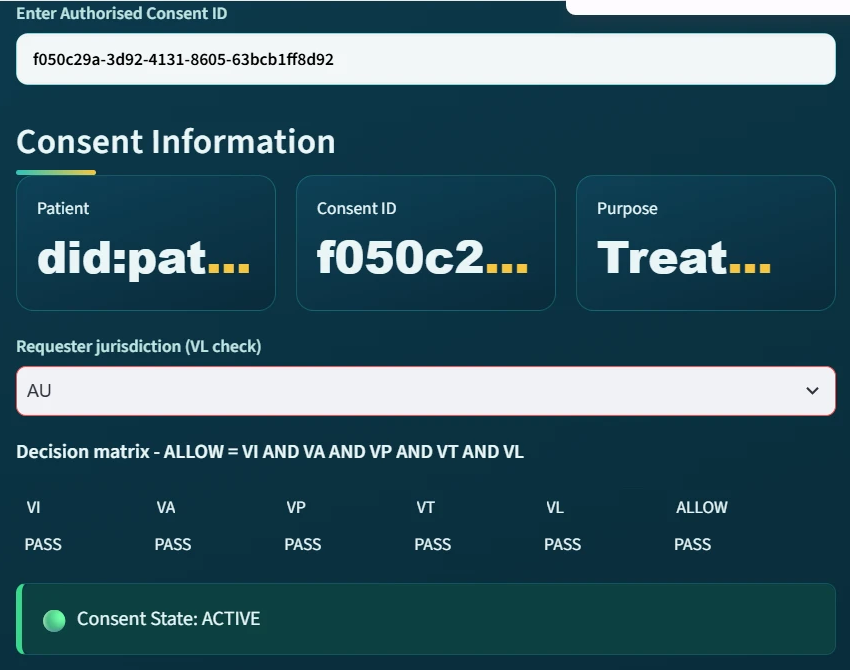 Enter Authorised Consent ID
f050c29a-3d92-4131-8605-63bcb1ff8d92
Consent Information
Patient Consent ID Purpose
did:pat... f050c2... Treat...
Requester jurisdiction (VL check)
AU
Decision matrix - ALLOW = VI AND VA AND VP AND VT AND VL
VI VA VP VT VL ALLOW
PASS PASS PASS PASS PASS PASS
Consent State: ACTIVE